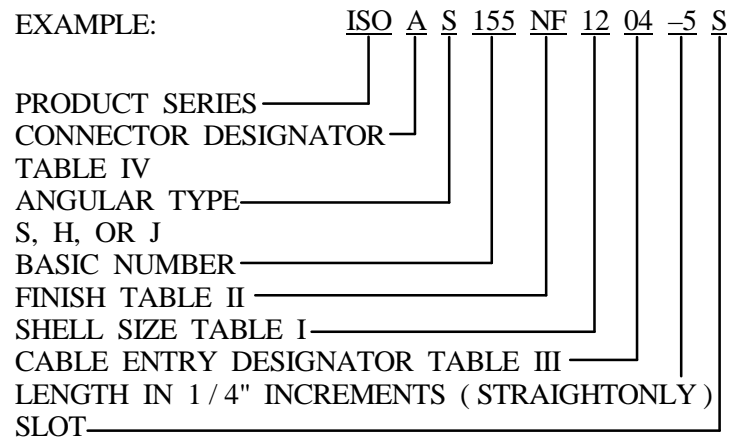 EXAMPLE: ISO A S 155 NF 12 04 –5 S
PRODUCT SERIES
CONNECTOR DESIGNATOR
TABLE IV
ANGULAR TYPE
S, H, OR J
BASIC NUMBER
FINISH TABLE II
SHELL SIZE TABLE I
CABLE ENTRY DESIGNATOR TABLE III
LENGTH IN 1/4" INCREMENTS (STRAIGHTONLY)
SLOT